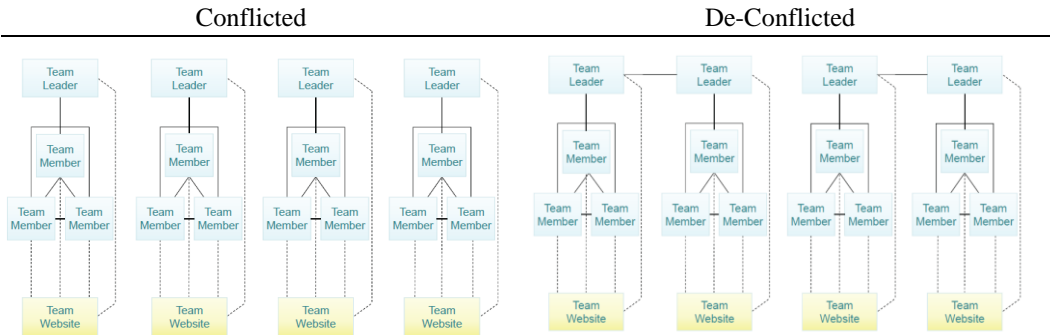 Conflicted De-Conflicted
Team Team Team Team Team Team Team Team
Leader Leader Leader Leader Leader Leader Leader Leader
Team Team Team Team Team Team Team Team
Member Member Member Member Member Member Member Member
Team Team Team Team Team Team Team Team Team Team Team Team Team Team Team Team
Member Member Member Member Member Member Member Member Member Member Member Member Member Member Member Member
Team Team Team Team Team Team Team Team
Website Website Website Website Website Website Website Website